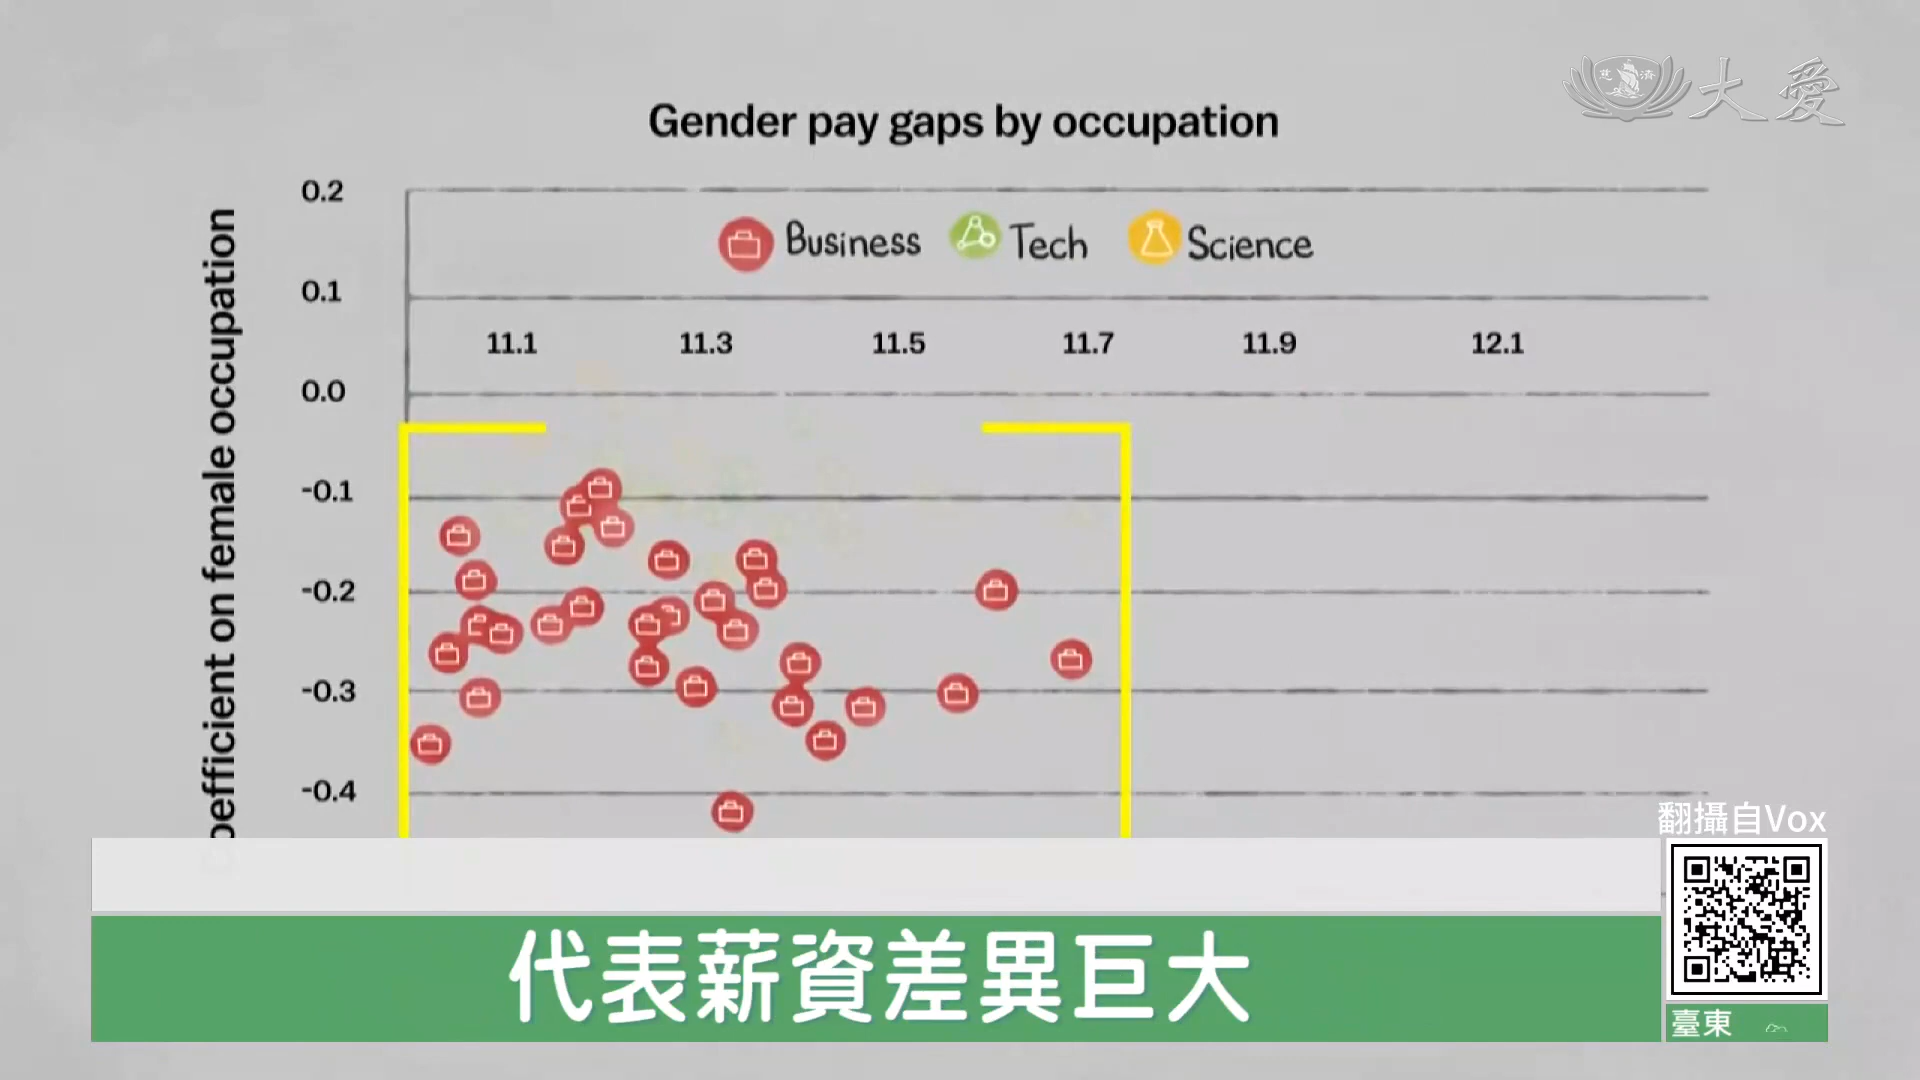 慈濟
大愛
Gender pay gaps by occupation
Business
Tech
Science
0.2
0.1
0.0
-0.1
-0.2
-0.3
-0.4
11.1
11.3
11.5
11.7
11.9
12.1
oefficient on female occupation
翻攝自Vox
代表薪資差異巨大
臺東